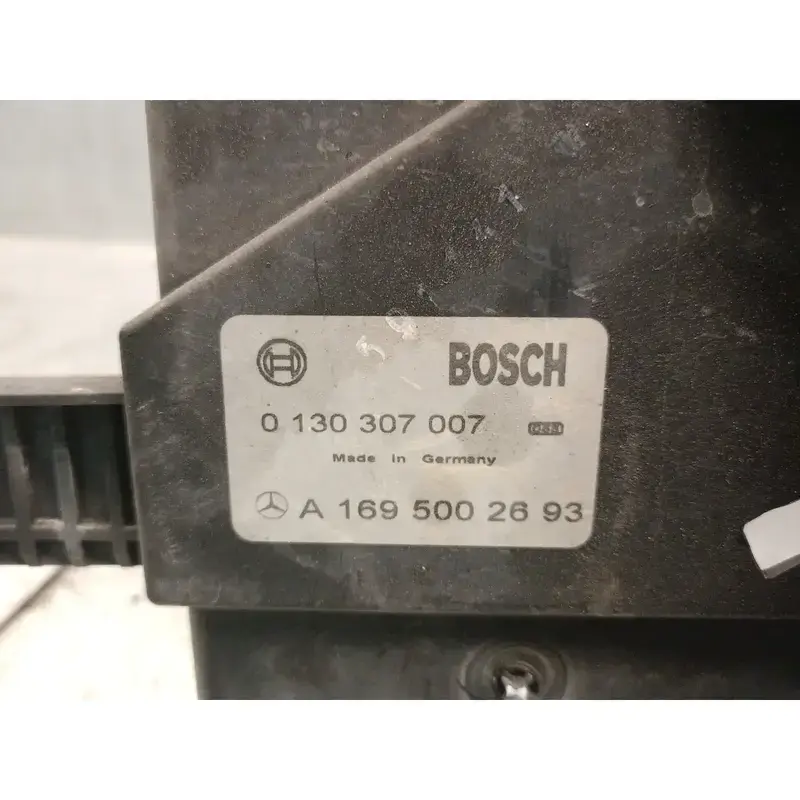 BOSCH
0 130 307 007
Made in Germany
A 169 500 26 93